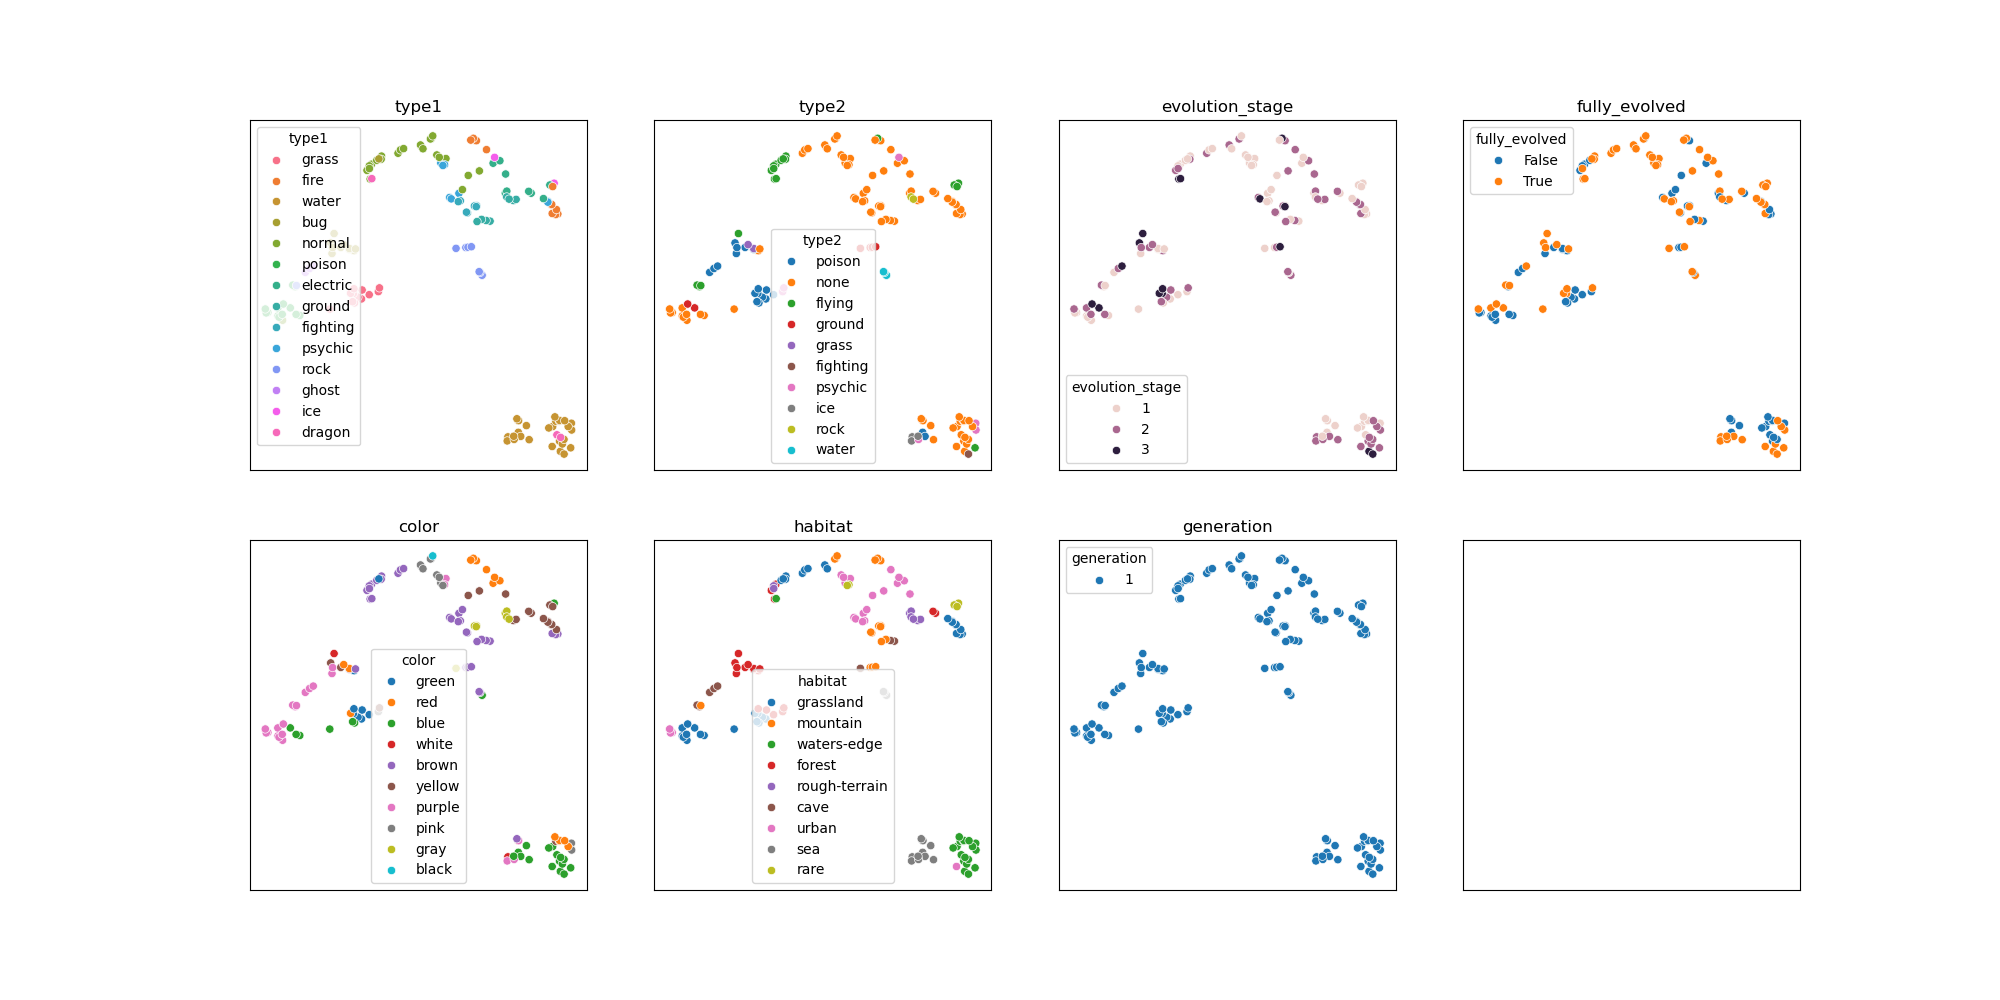 type1
type1
grass
fire
water
bug
normal
poison
electric
ground
fighting
psychic
rock
ghost
ice
dragon
type2
type2
poison
none
flying
ground
grass
fighting
psychic
ice
rock
water
evolution_stage
evolution_stage
1
2
3
fully_evolved
fully_evolved
False
True
color
color
green
red
blue
white
brown
yellow
purple
pink
gray
black
habitat
habitat
grassland
mountain
waters-edge
forest
rough-terrain
cave
urban
sea
rare
generation
generation
1